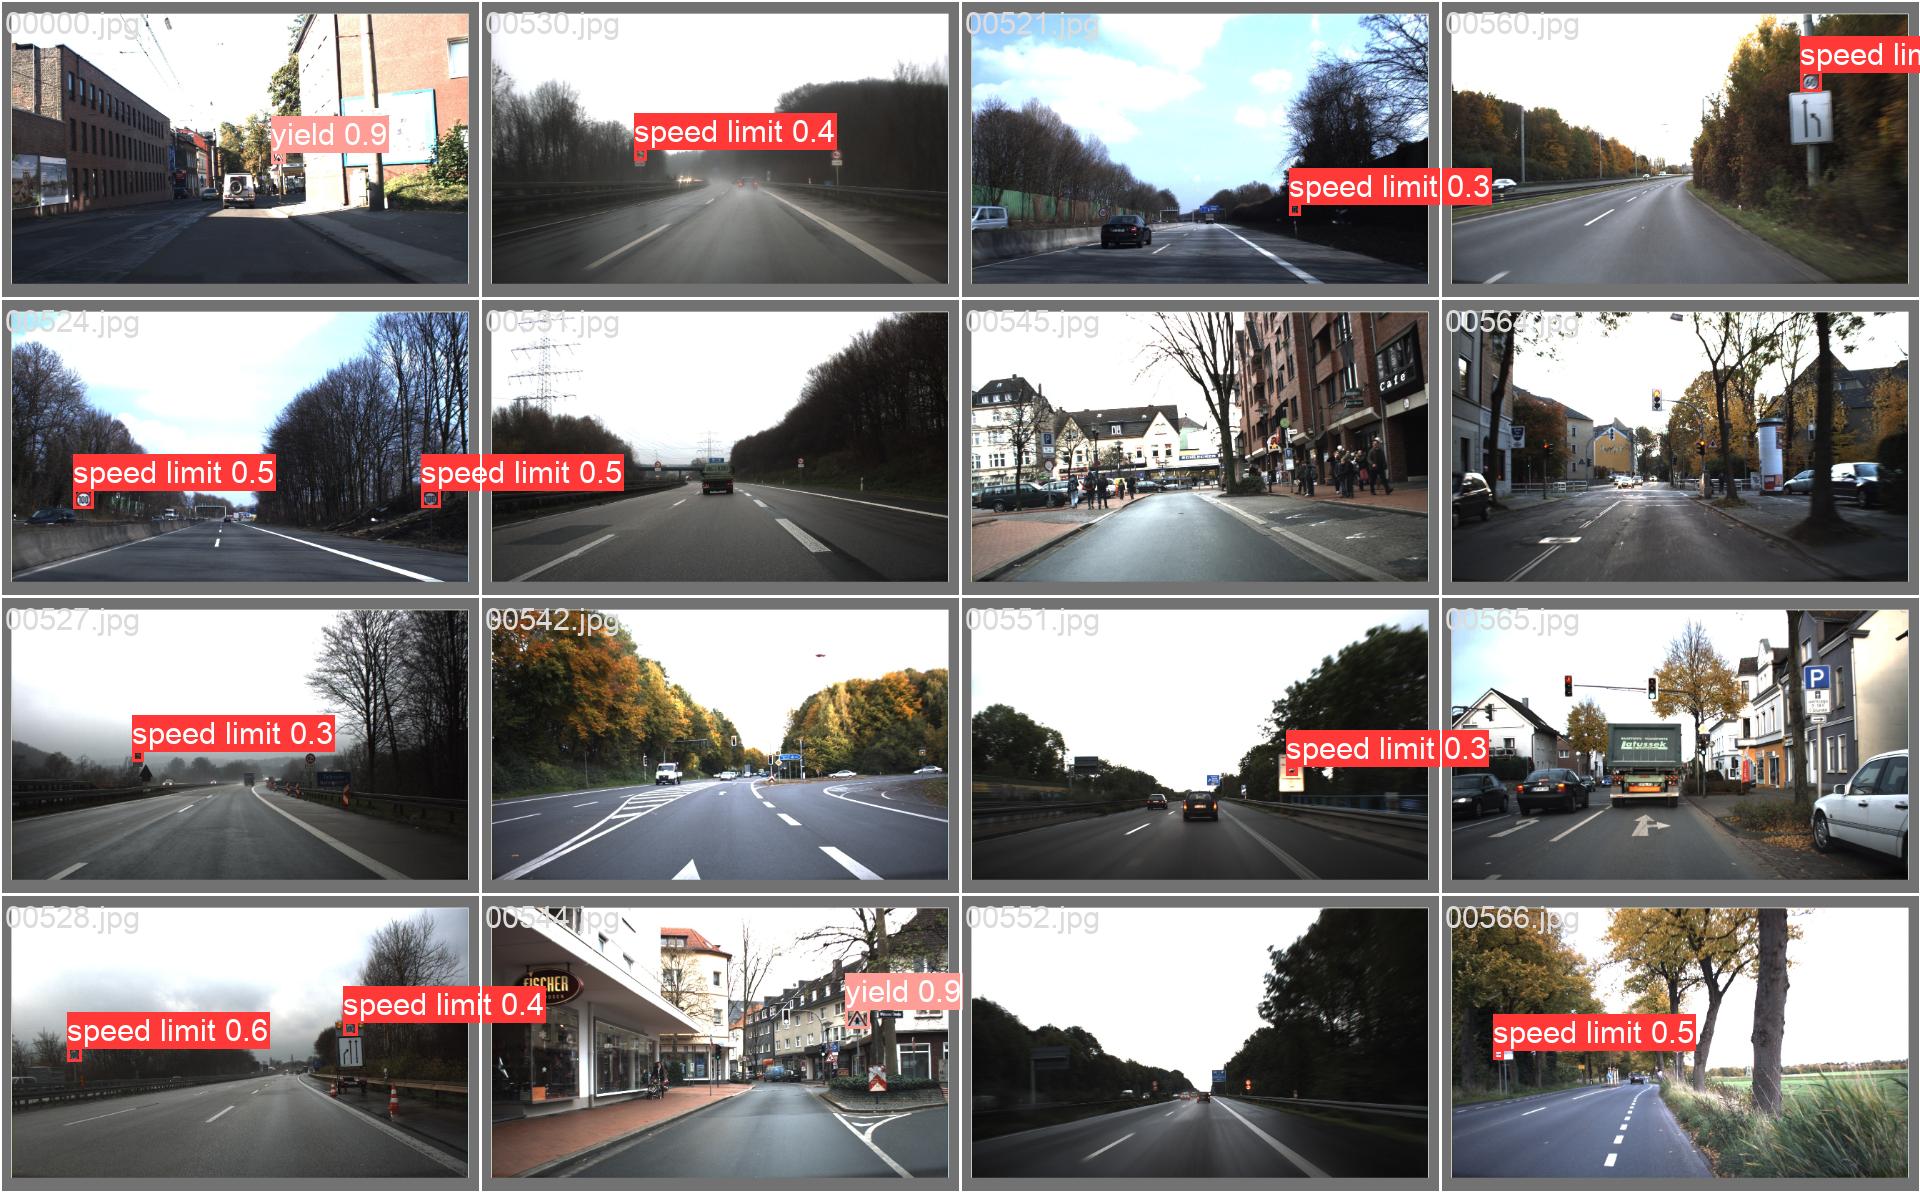 00000.jpg
yield 0.9
00530.jpg
speed limit 0.4
00521.jpg
speed limit 0.3
00560.jpg
speed lim
00524.jpg
speed limit 0.5
100
speed limit 0.5
100
00531.jpg
00545.jpg
Cafe
00564.jpg
00527.jpg
speed limit 0.3
00542.jpg
00551.jpg
speed limit 0.3
00565.jpg
P
Latussek
00528.jpg
speed limit 0.6
speed limit 0.4
00544.jpg
FISCHER
yield 0.9
00552.jpg
00566.jpg
speed limit 0.5